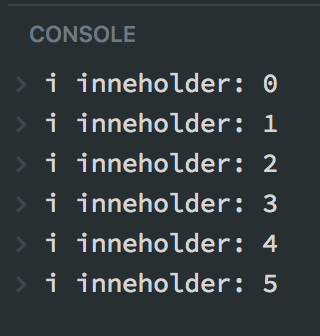 CONSOLE
i inneholder: 0
i inneholder: 1
i inneholder: 2
i inneholder: 3
i inneholder: 4
i inneholder: 5